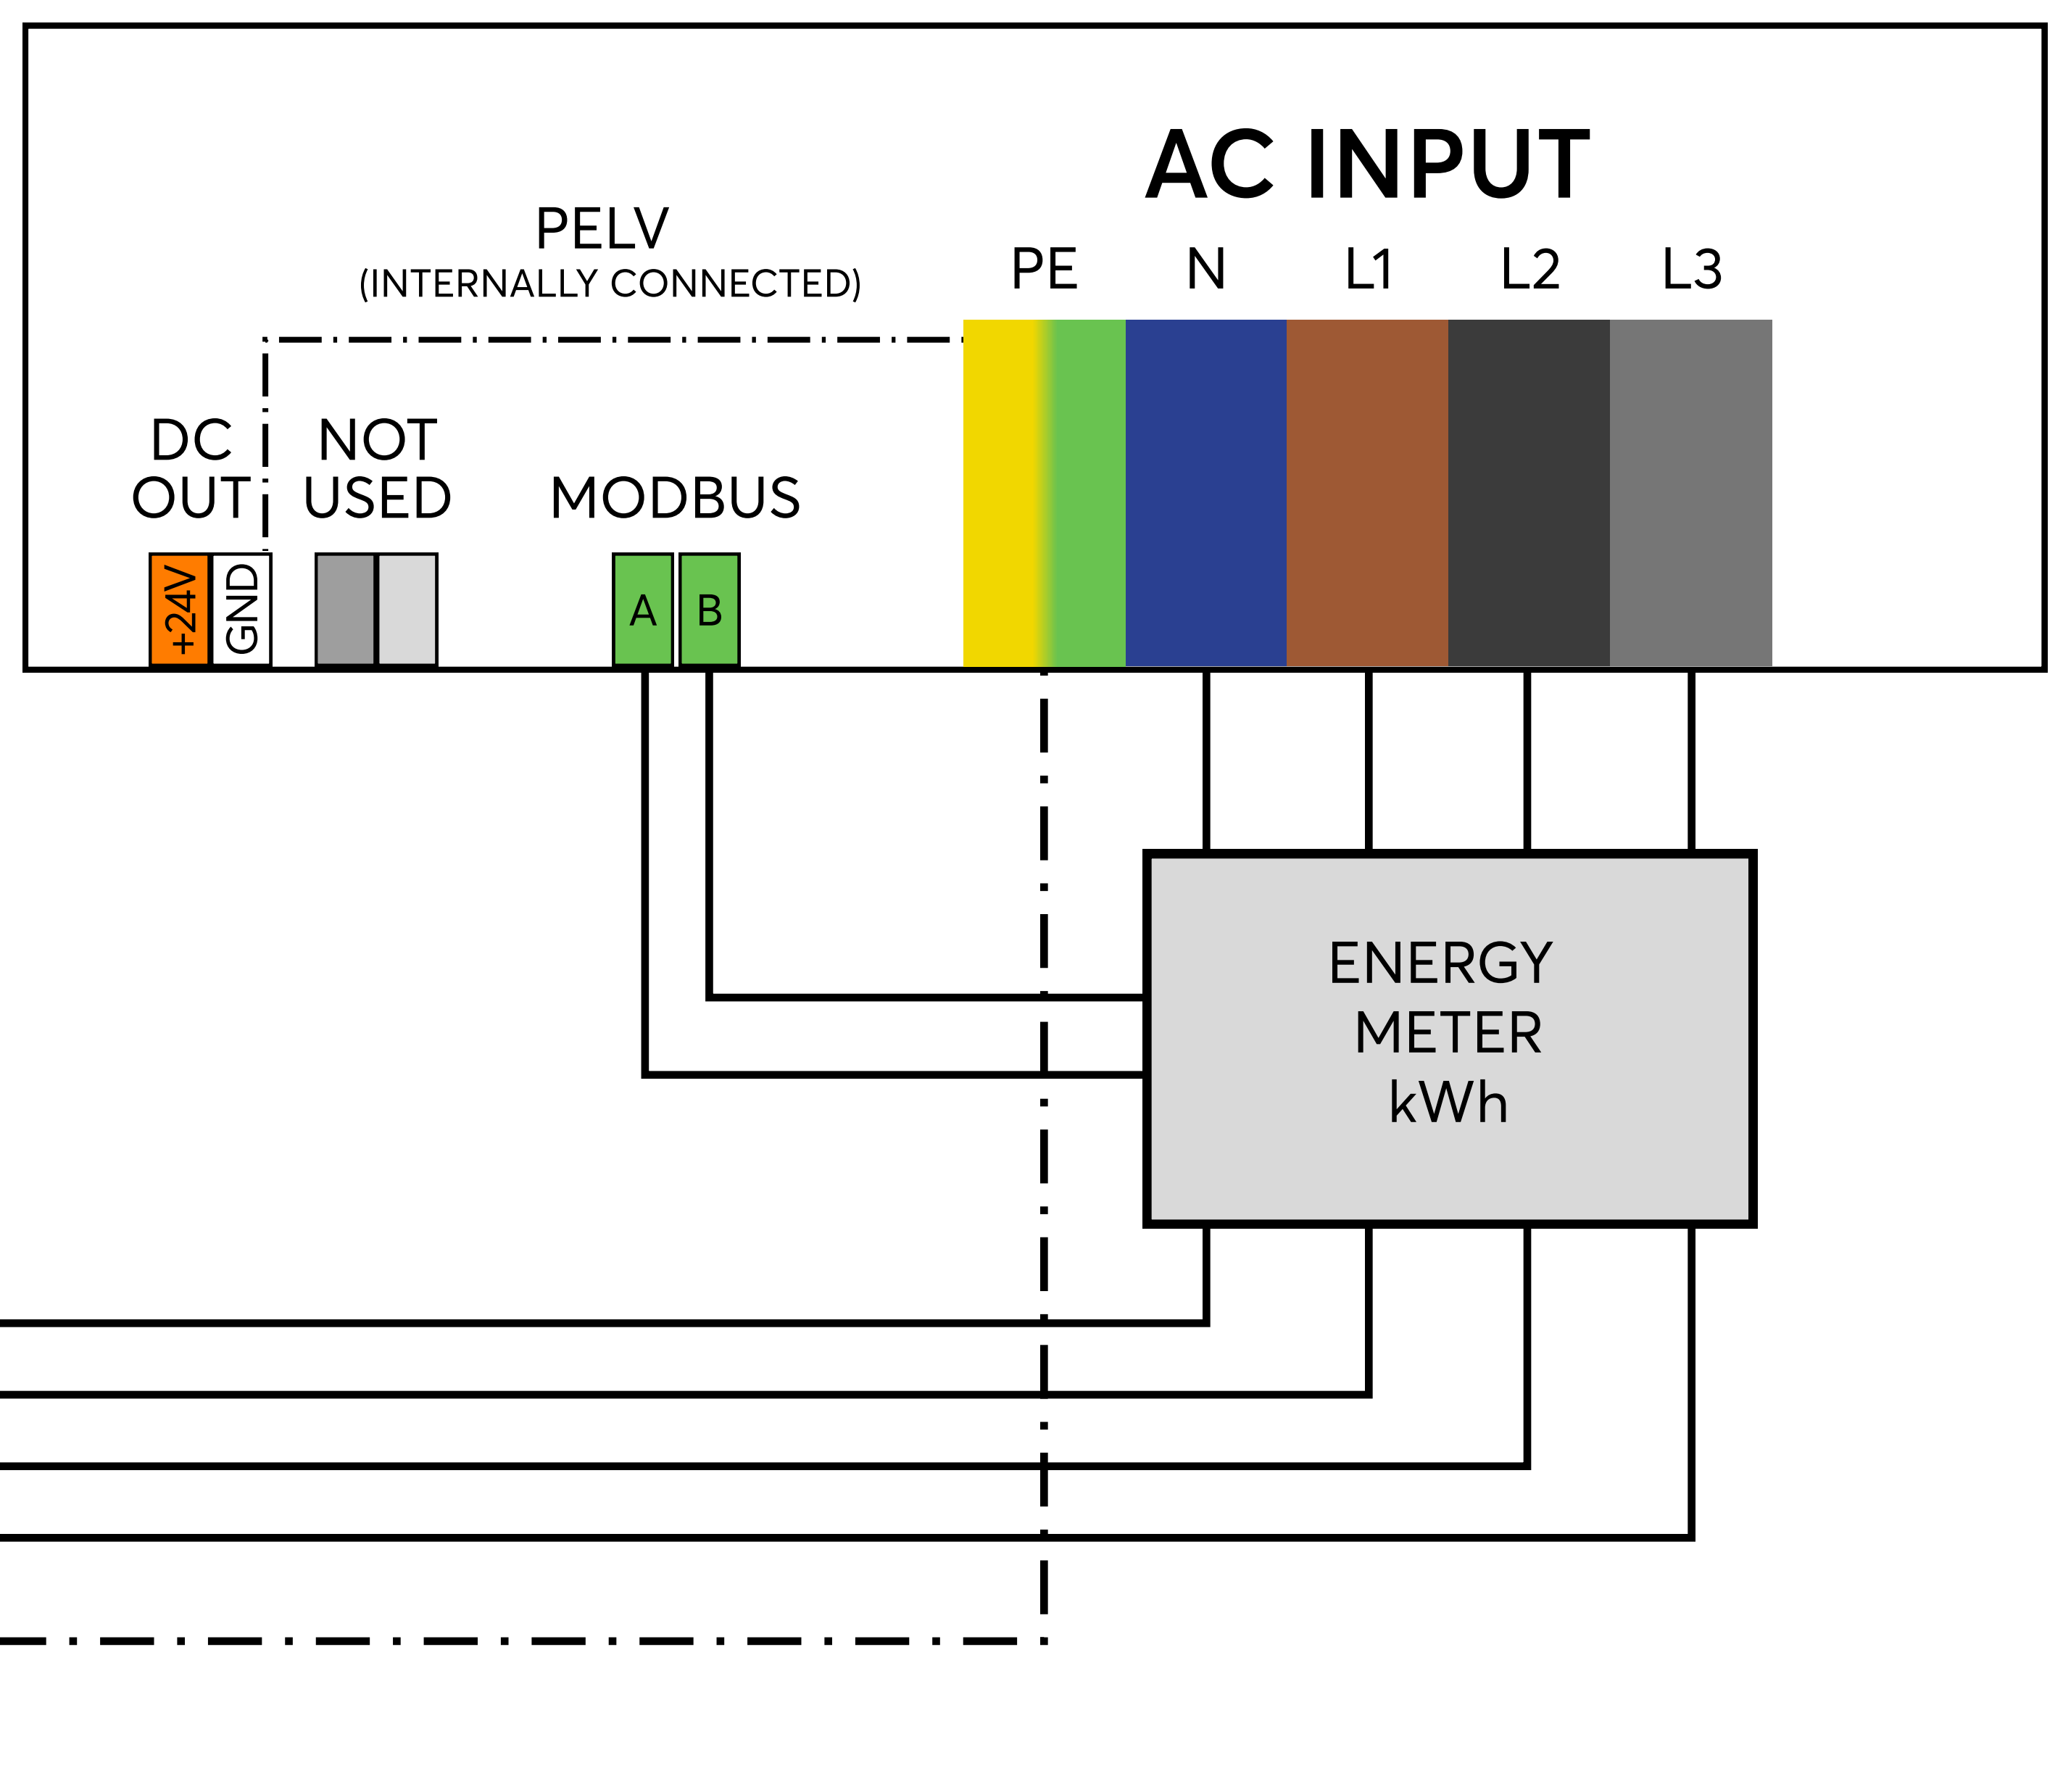 AC INPUT
PELV
(INTERNALLY CONNECTED)
PE N L1 L2 L3
DC
OUT
NOT
USED
MODBUS
+24V
GND
A
B
ENERGY
METER
kWh